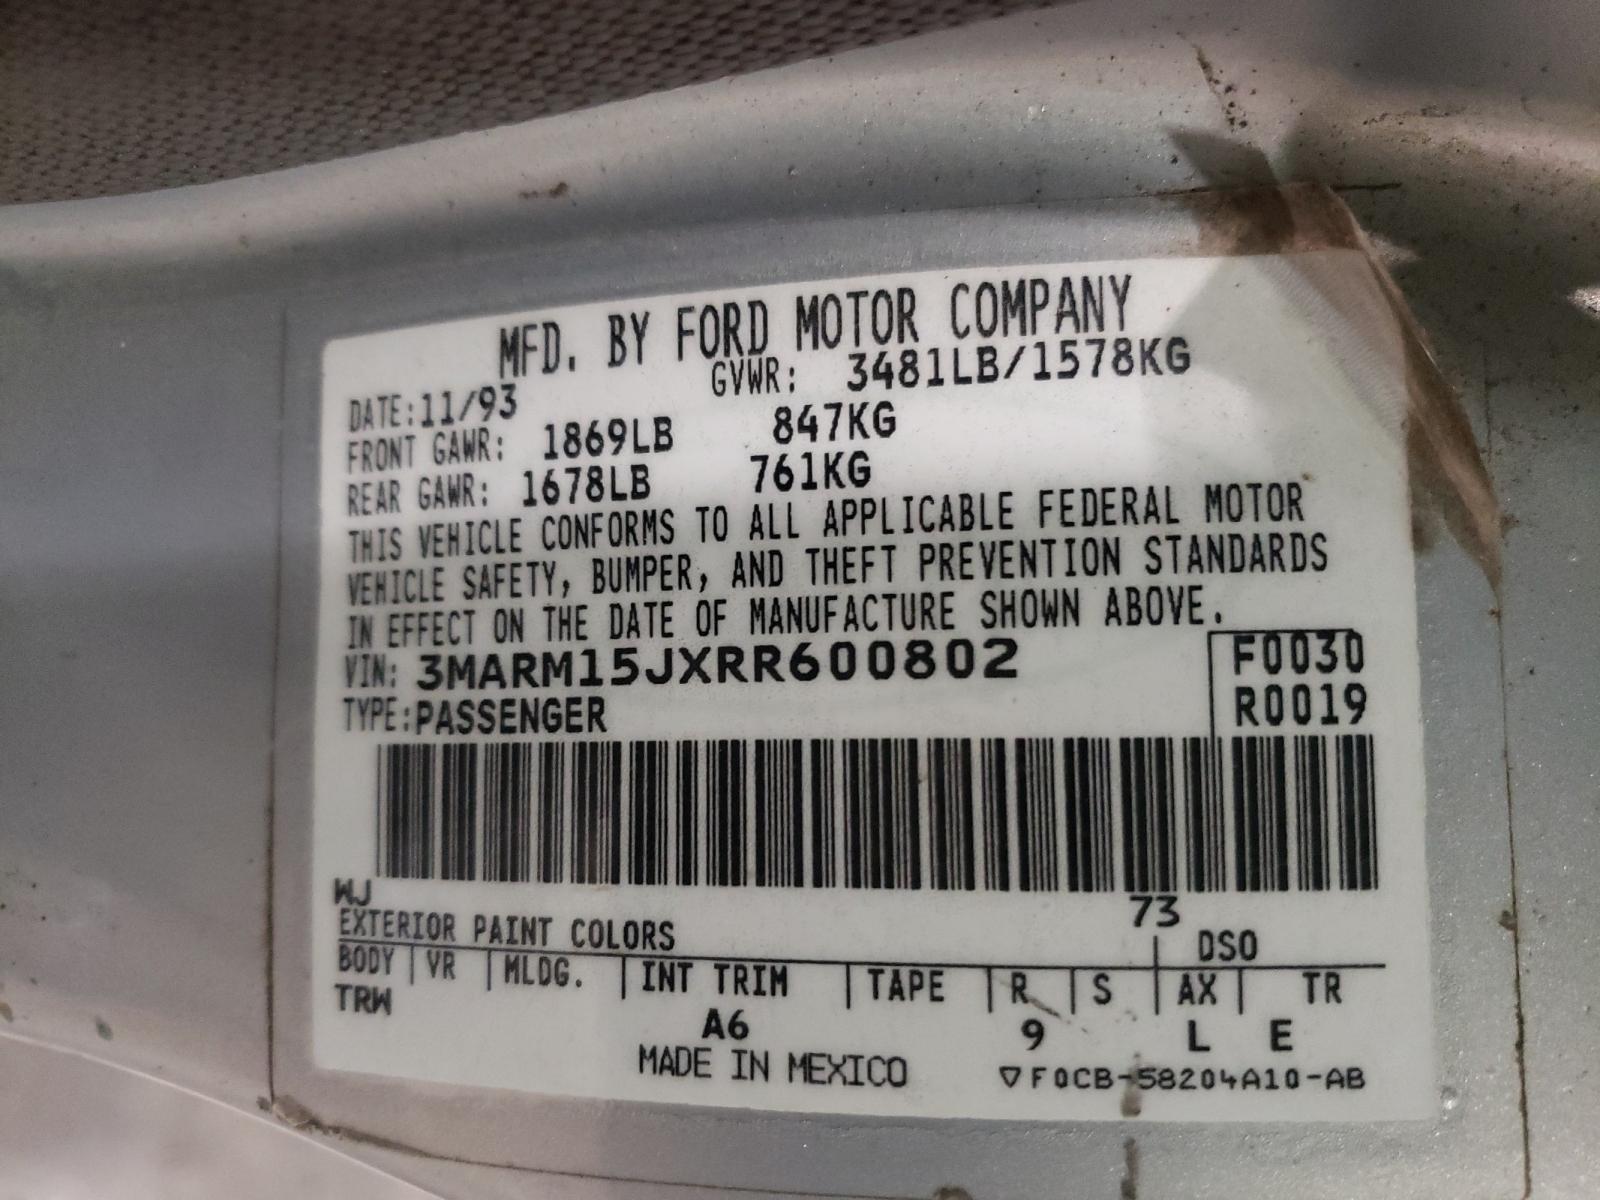 MFD. BY FORD MOTOR COMPANY
DATE:11/93 GVWR: 3481LB/1578KG
FRONT GAWR: 1869LB 847KG
REAR GAWR: 1678LB 761KG
THIS VEHICLE CONFORMS TO ALL APPLICABLE FEDERAL MOTOR
VEHICLE SAFETY, BUMPER, AND THEFT PREVENTION STANDARDS
IN EFFECT ON THE DATE OF MANUFACTURE SHOWN ABOVE.
VIN: 3MARM15JXRR600802 F0030
TYPE:PASSENGER R0019
WJ 73
EXTERIOR PAINT COLORS DSO
BODY VR MLDG. INT TRIM TAPE R S AX TR
TRW A6 9 L E
MADE IN MEXICO ▽F0CB-58204A10-AB